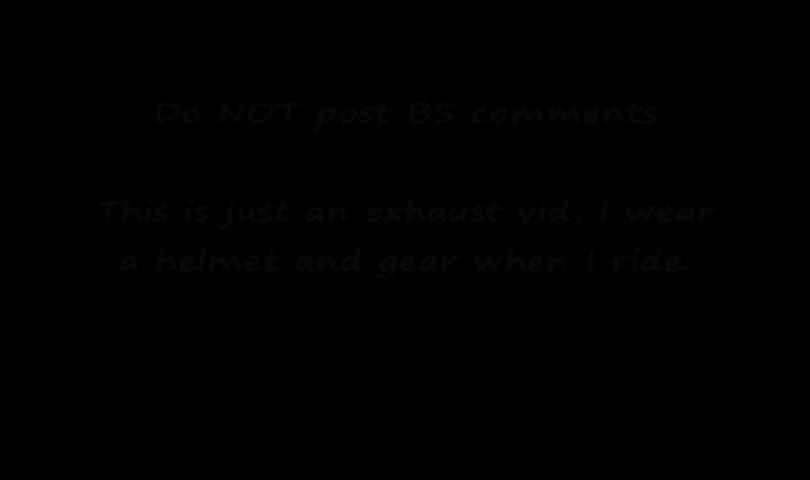 Do NOT post BS comments
This is just an exhaust vid, I wear
a helmet and gear when I ride